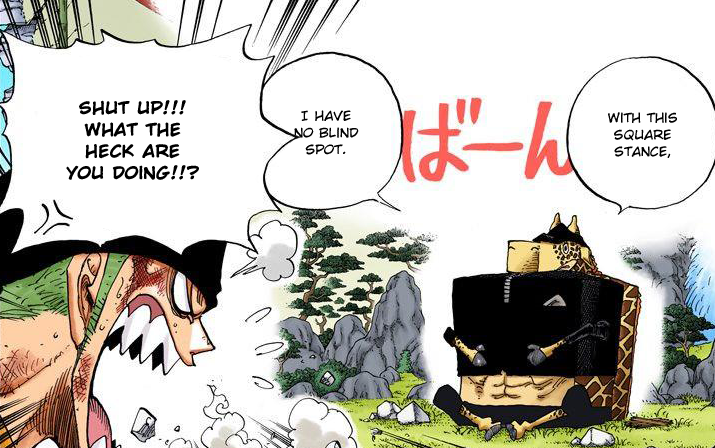 WITH THIS
SQUARE
STANCE,
ばーん
I HAVE
NO BLIND
SPOT.
SHUT UP!!!
WHAT THE
HECK ARE
YOU DOING!!?